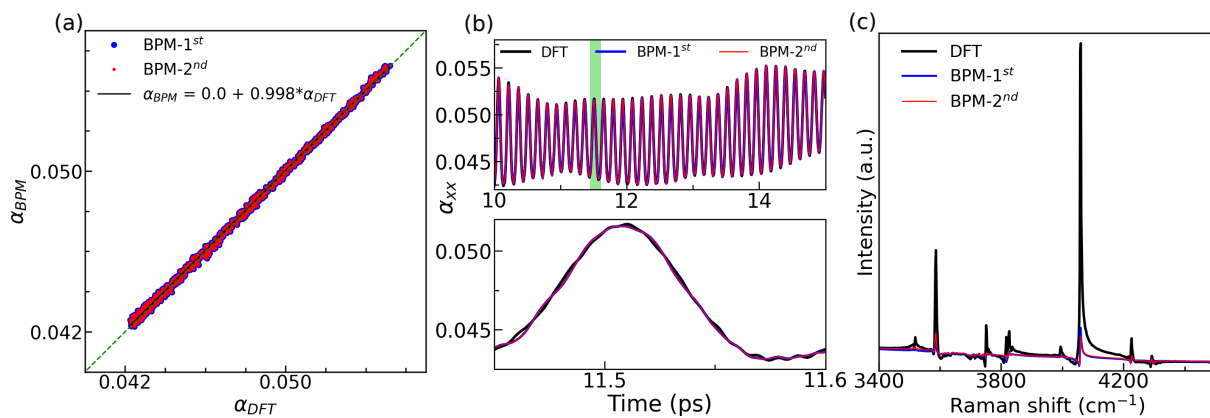 (a)
BPM-1st
BPM-2nd
αBPM = 0.0 + 0.998*αDFT
0.050
0.042
αBPM
0.042 0.050
αDFT
(b)
DFT BPM-1st BPM-2nd
0.055
0.045
10 12 14
αxx
0.050
0.045
11.5 11.6
Time (ps)
(c)
DFT
BPM-1st
BPM-2nd
Intensity (a.u.)
3400 3800 4200
Raman shift (cm−1)